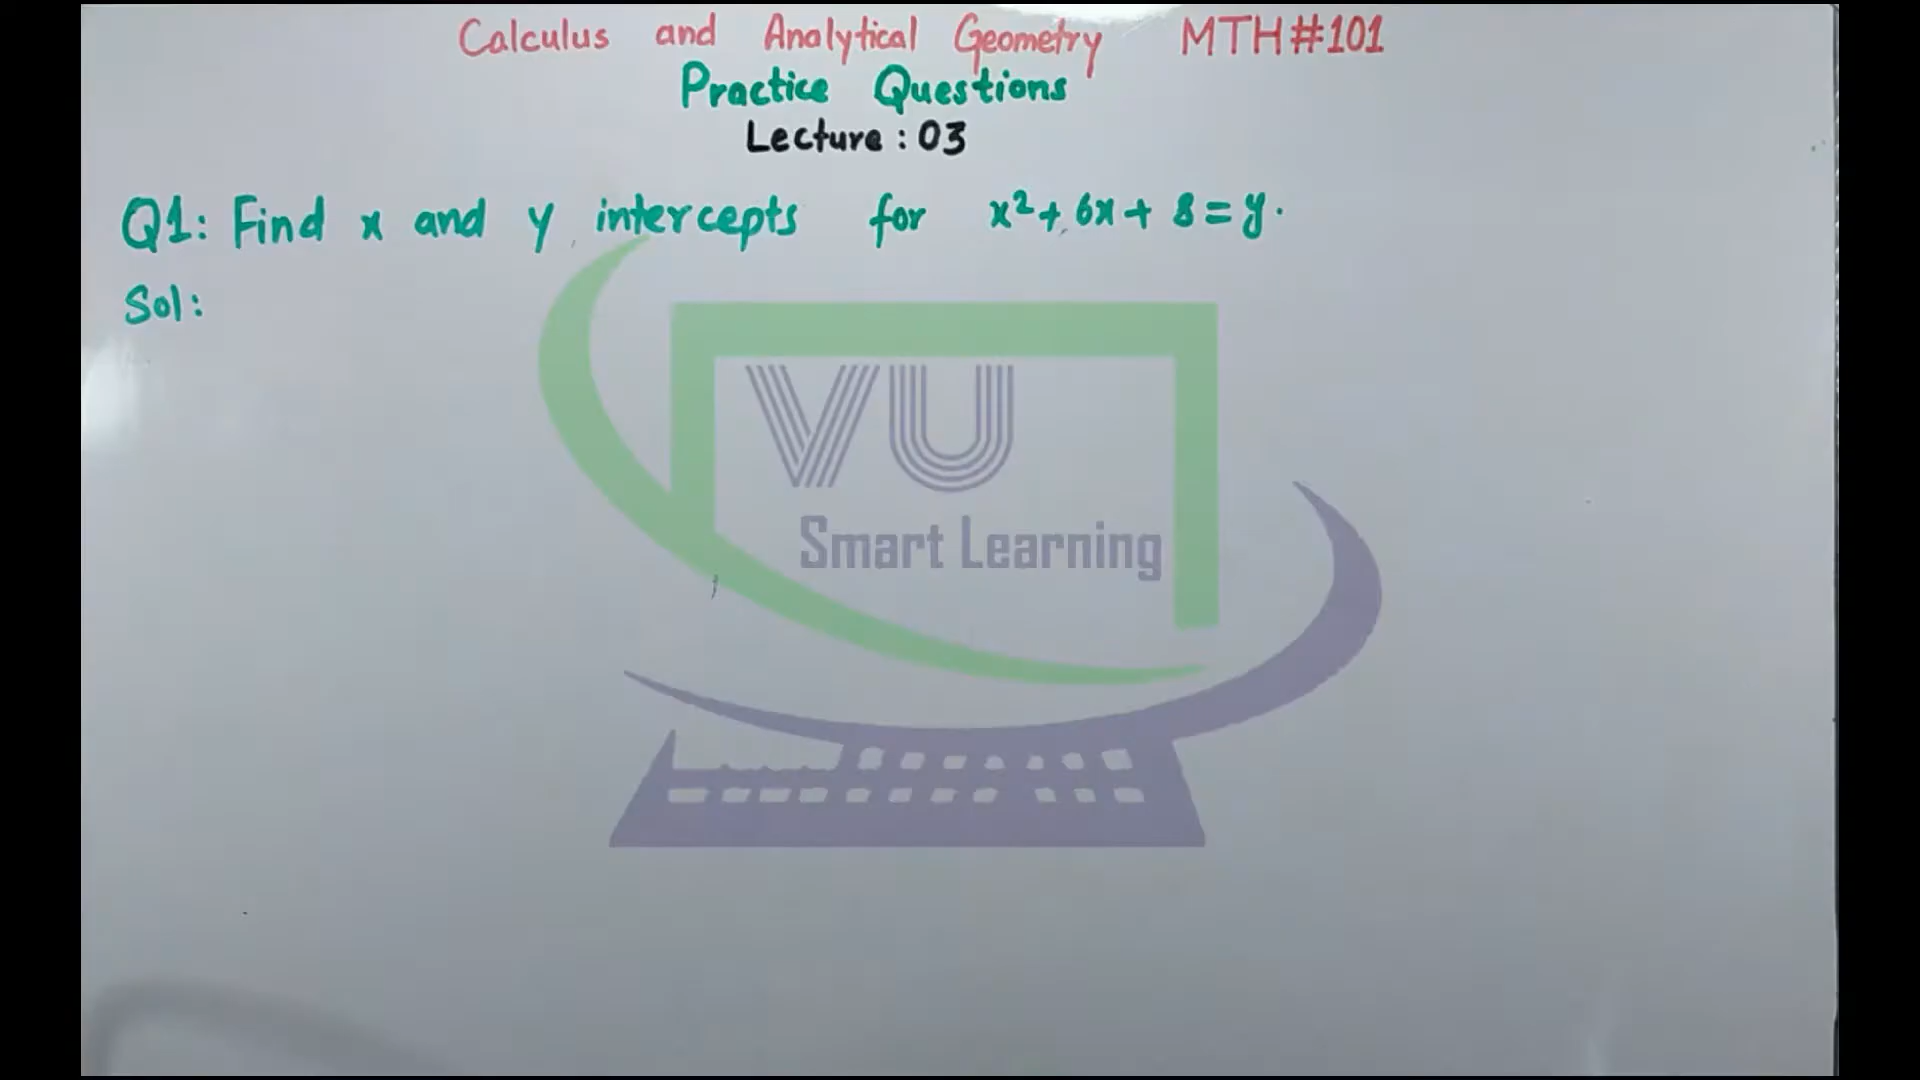 Calculus and Analytical Geometry MTH#101
Practice Questions
Lecture : 03
Q1: Find x and y intercepts for x²+6x+8=y.
Sol:
VU
Smart Learning